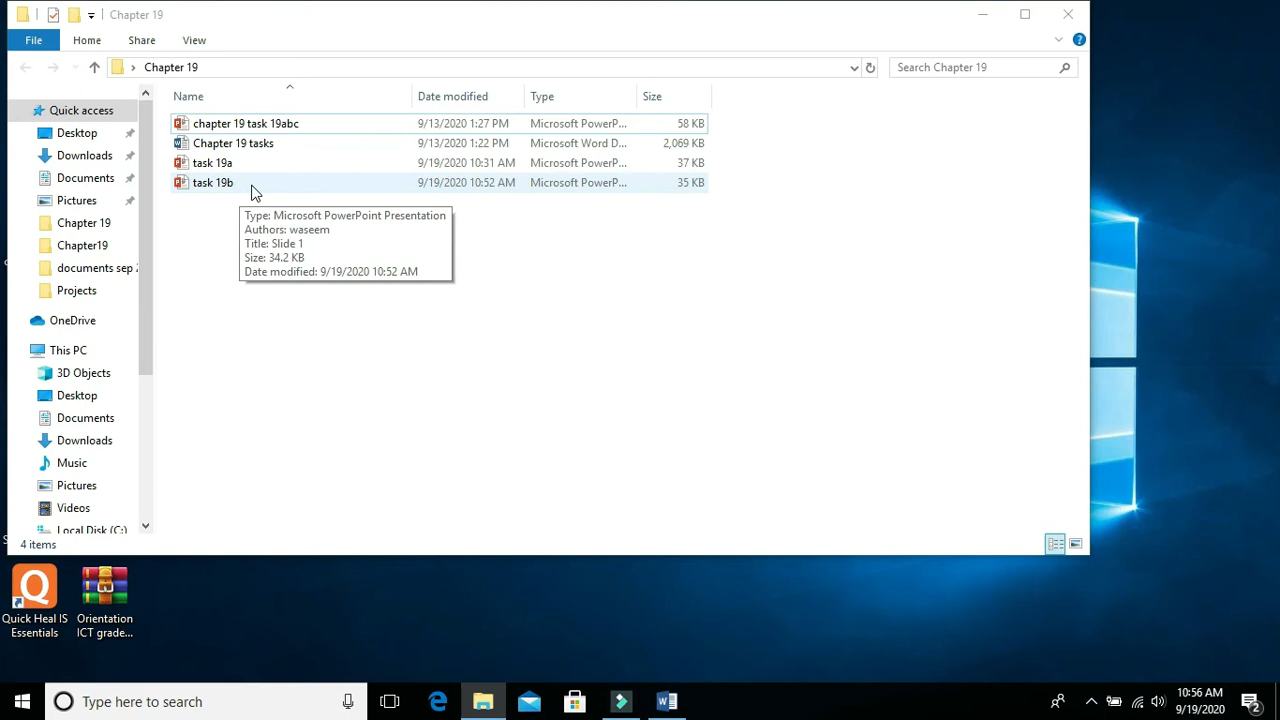 Chapter 19
File Home Share View
Chapter 19
Search Chapter 19
Name Date modified Type Size
Quick access
Desktop
Downloads
Documents
Pictures
Chapter 19
Chapter19
documents sep 2
Projects
OneDrive
This PC
3D Objects
Desktop
Documents
Downloads
Music
Pictures
Videos
Local Disk (C:)
chapter 19 task 19abc 9/13/2020 1:27 PM Microsoft PowerP... 58 KB
Chapter 19 tasks 9/13/2020 1:22 PM Microsoft Word D... 2,069 KB
task 19a 9/19/2020 10:31 AM Microsoft PowerP... 37 KB
task 19b 9/19/2020 10:52 AM Microsoft PowerP... 35 KB
Type: Microsoft PowerPoint Presentation
Authors: waseem
Title: Slide 1
Size: 34.2 KB
Date modified: 9/19/2020 10:52 AM
4 items
Quick Heal IS
Essentials
Orientation
ICT grade...
Type here to search
10:56 AM
9/19/2020
2